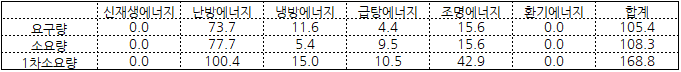 신재생에너지 난방에너지 냉방에너지 급탕에너지 조명에너지 환기에너지 합계
요구량 0.0 73.7 11.6 4.4 15.6 0.0 105.4
소요량 0.0 77.7 5.4 9.5 15.6 0.0 108.3
1차소요량 0.0 100.4 15.0 10.5 42.9 0.0 168.8